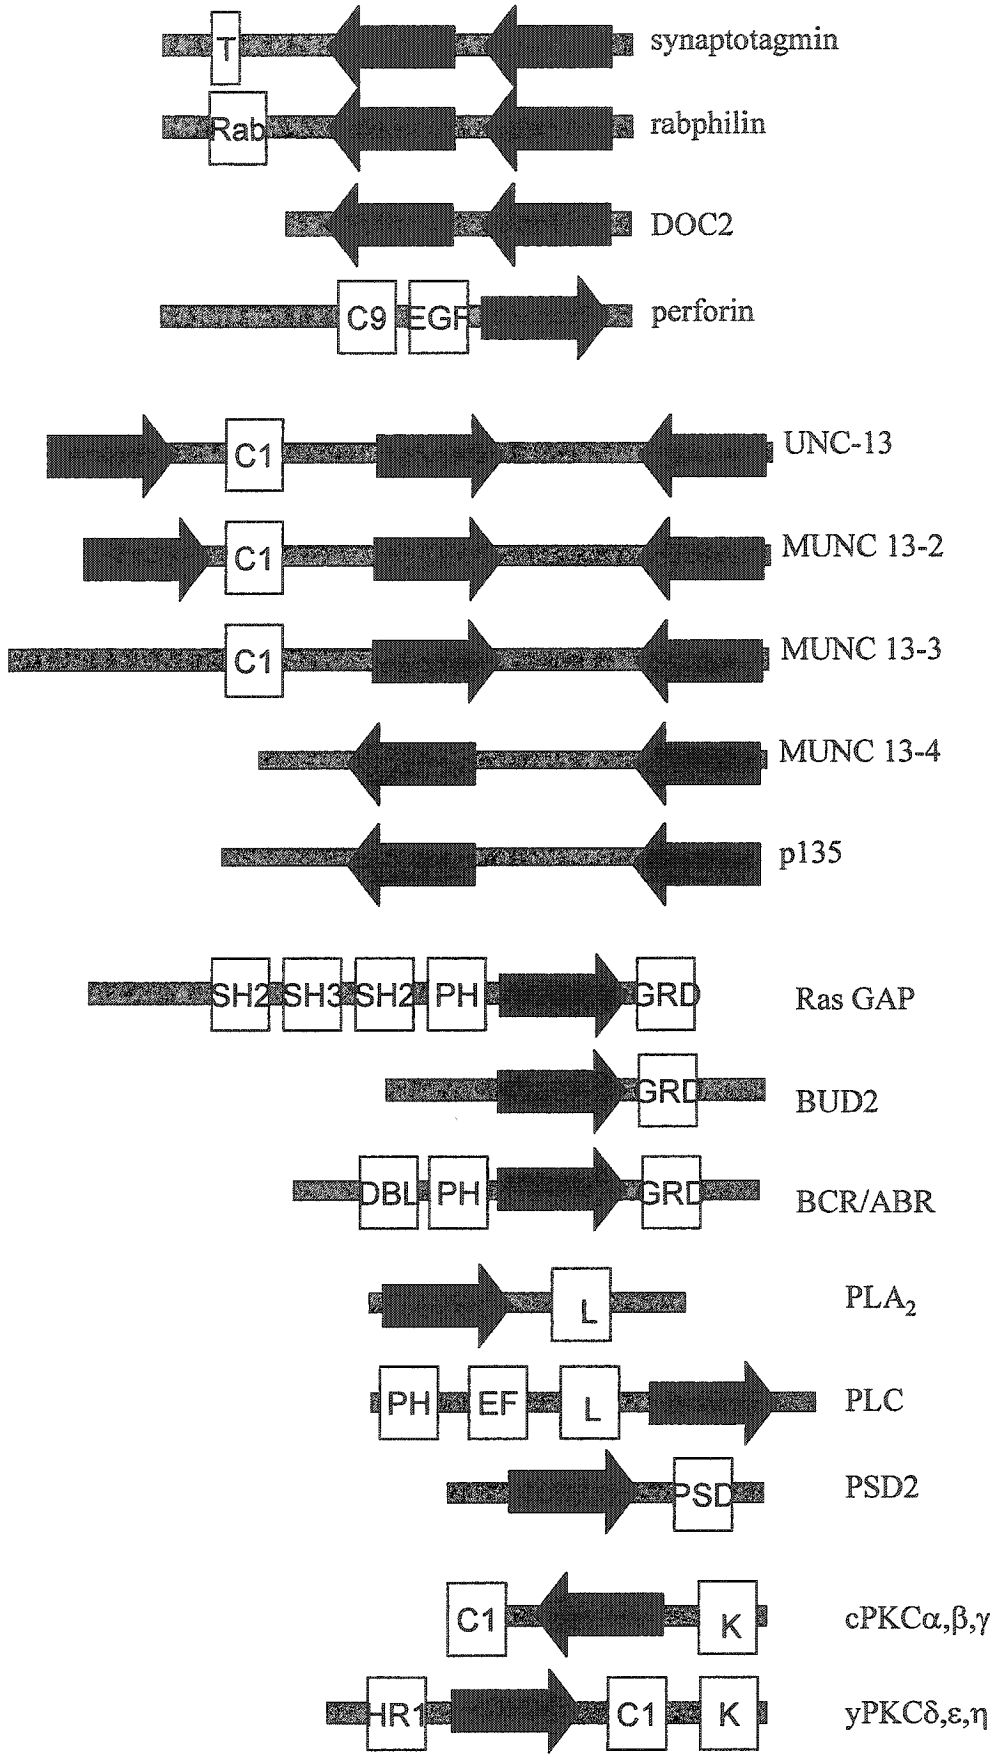 T synaptotagmin
Rab rabphilin
DOC2
C9 EGF perforin
C1 UNC-13
C1 MUNC 13-2
C1 MUNC 13-3
MUNC 13-4
p135
SH2 SH3 SH2 PH GRD Ras GAP
GRD BUD2
DBL PH GRD BCR/ABR
L PLA₂
PH EF L PLC
PSD PSD2
C1 K cPKCα,β,γ
HR1 C1 K yPKCδ,ε,η